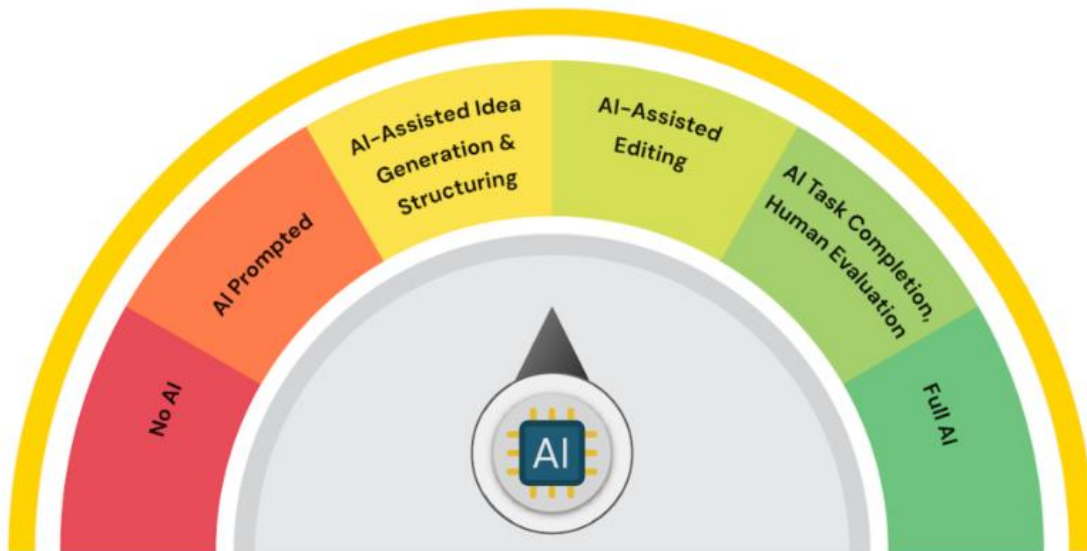 No AI
AI Prompted
AI-Assisted Idea
Generation &
Structuring
AI-Assisted
Editing
AI Task Completion,
Human Evaluation
Full AI
AI